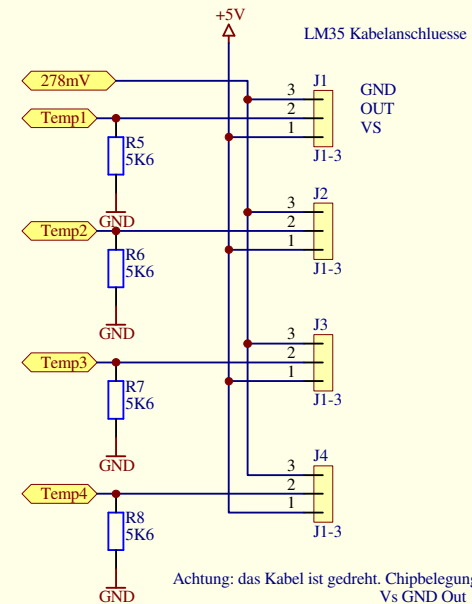 +5V
LM35 Kabelanschluesse
278mV
J1
3
GND
Temp1
2
OUT
1
VS
R5
5K6
J1-3
GND
J2
3
Temp2
2
1
R6
5K6
J1-3
GND
J3
3
Temp3
2
1
R7
5K6
J1-3
GND
J4
3
Temp4
2
1
R8
5K6
J1-3
Achtung: das Kabel ist gedreht. Chipbelegung
GND
Vs GND Out